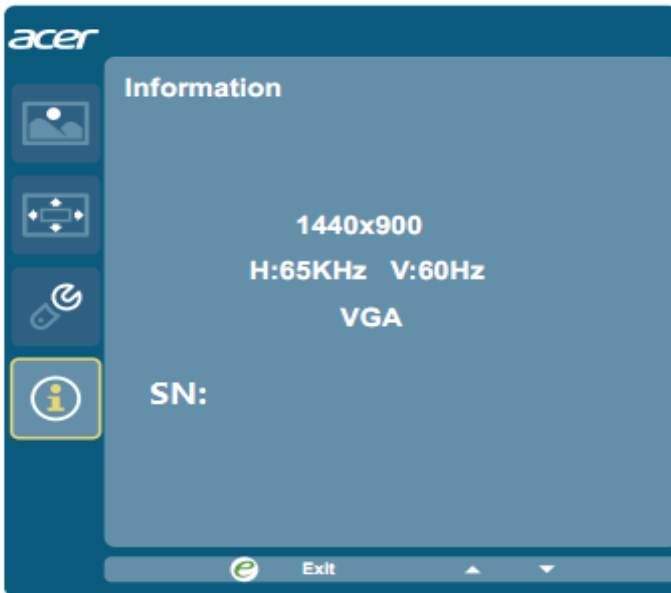 acer
Information
1440x900
H:65KHz V:60Hz
VGA
SN:
e Exit